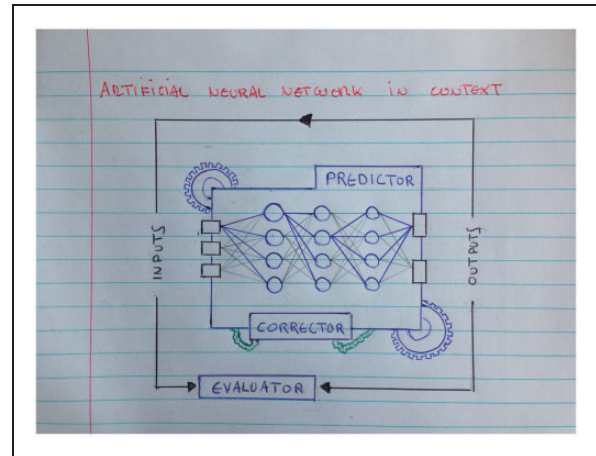 ARTIFICIAL NEURAL NETWORK IN CONTEXT
PREDICTOR
INPUTS
OUTPUTS
CORRECTOR
EVALUATOR